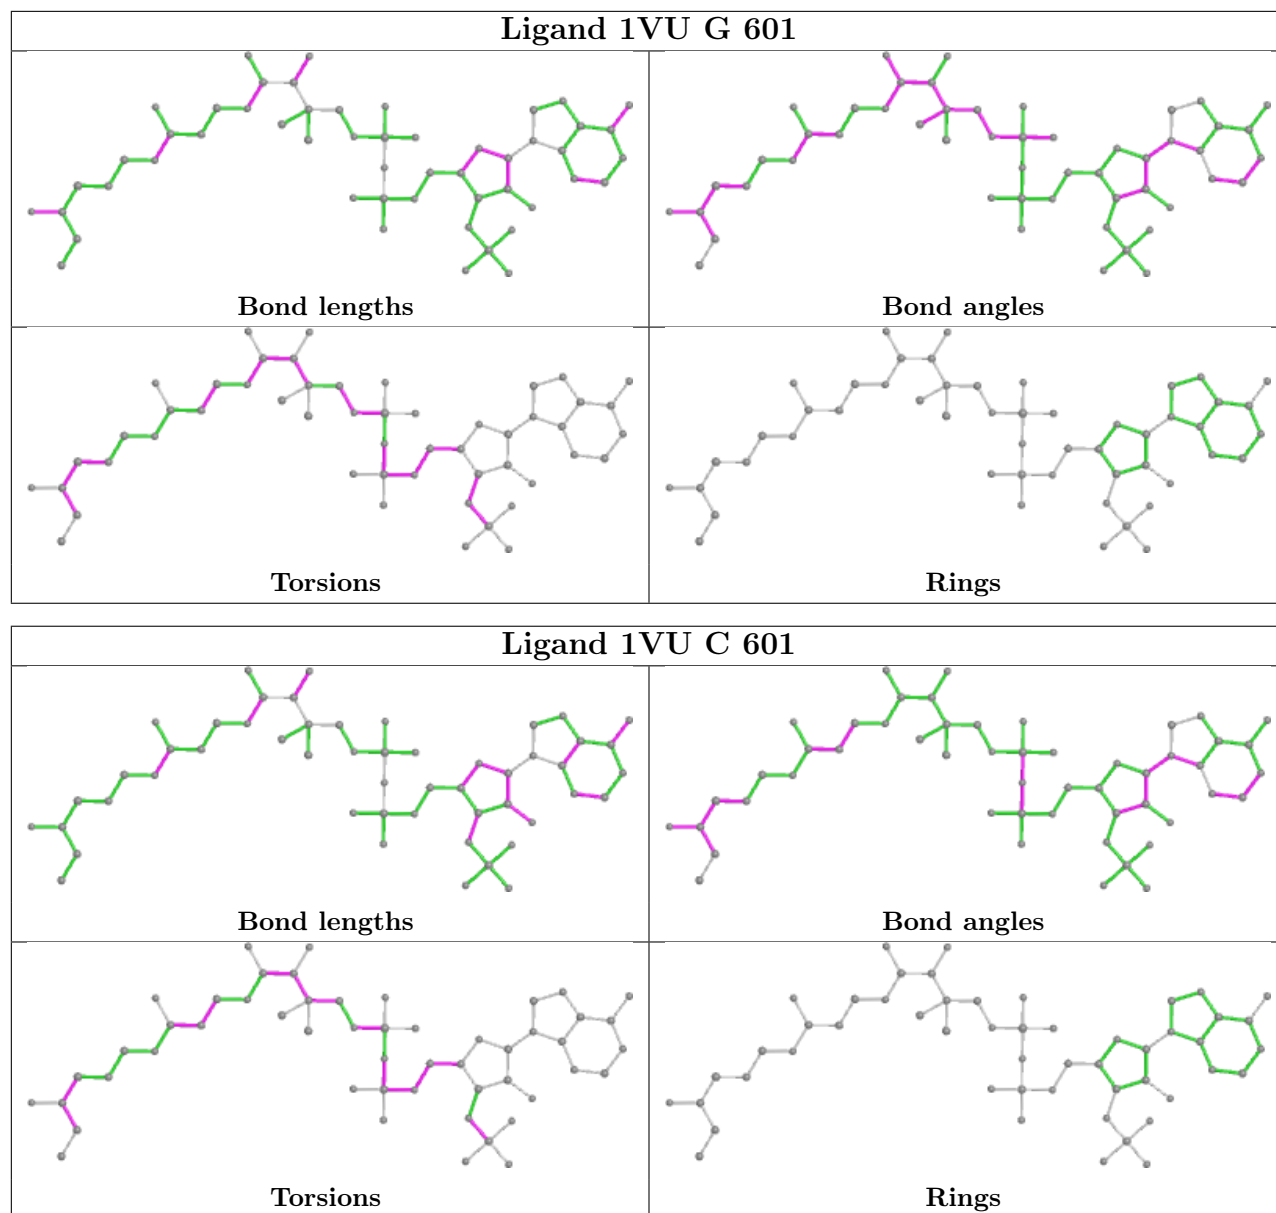 Ligand 1VU G 601
Bond lengths
Bond angles
Torsions
Rings
Ligand 1VU C 601
Bond lengths
Bond angles
Torsions
Rings